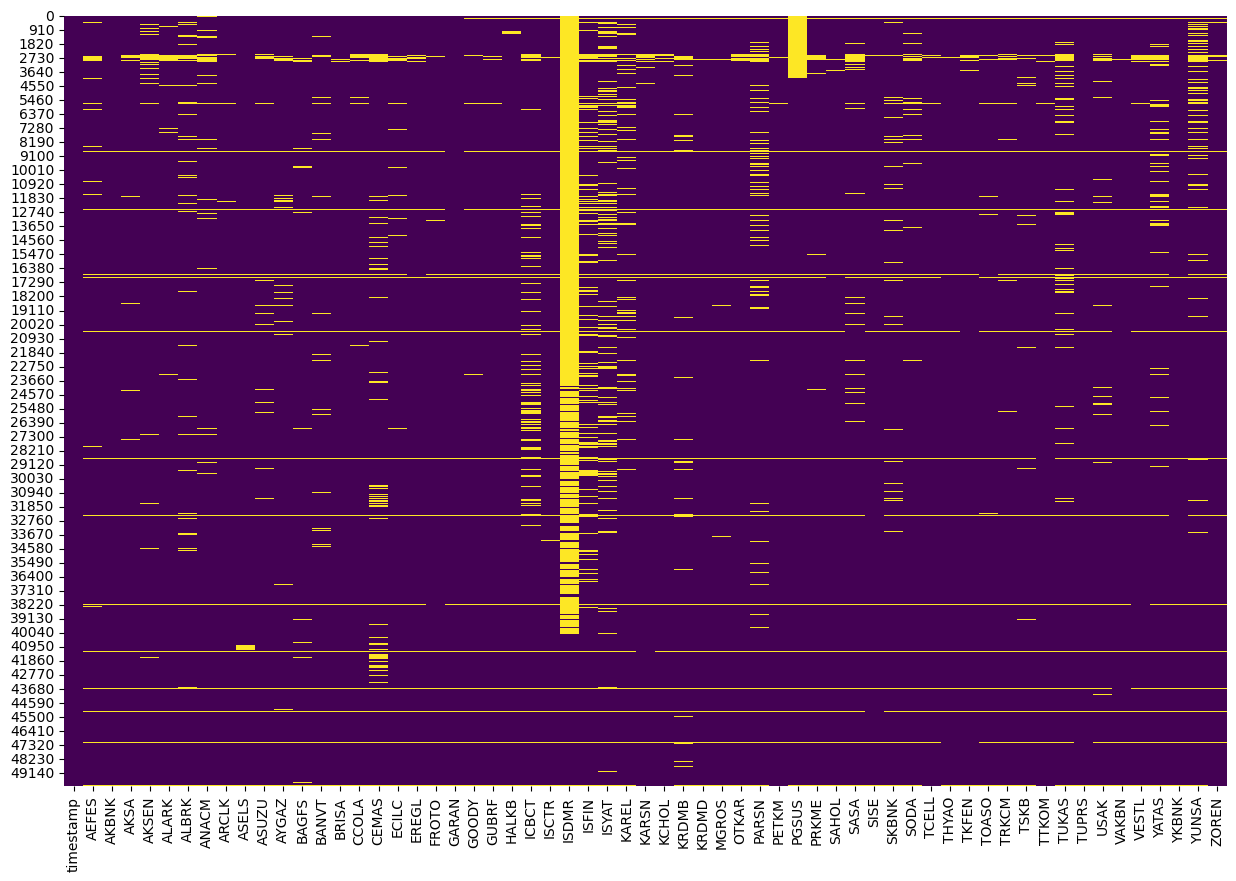 0
910
1820
2730
3640
4550
5460
6370
7280
8190
9100
10010
10920
11830
12740
13650
14560
15470
16380
17290
18200
19110
20020
20930
21840
22750
23660
24570
25480
26390
27300
28210
29120
30030
30940
31850
32760
33670
34580
35490
36400
37310
38220
39130
40040
40950
41860
42770
43680
44590
45500
46410
47320
48230
49140
timestamp
AEFES
AKBNK
AKSA
AKSEN
ALARK
ALBRK
ANACM
ARCLK
ASELS
ASUZU
AYGAZ
BAGFS
BANVT
BRISA
CCOLA
CEMAS
ECILC
EREGL
FROTO
GARAN
GOODY
GUBRF
HALKB
ICBCT
ISCTR
ISDMR
ISFIN
ISYAT
KAREL
KARSN
KCHOL
KRDMB
KRDMD
MGROS
OTKAR
PARSN
PETKM
PGSUS
PRKME
SAHOL
SASA
SISE
SKBNK
SODA
TCELL
THYAO
TKFEN
TOASO
TRKCM
TSKB
TTKOM
TUKAS
TUPRS
USAK
VAKBN
VESTL
YATAS
YKBNK
YUNSA
ZOREN